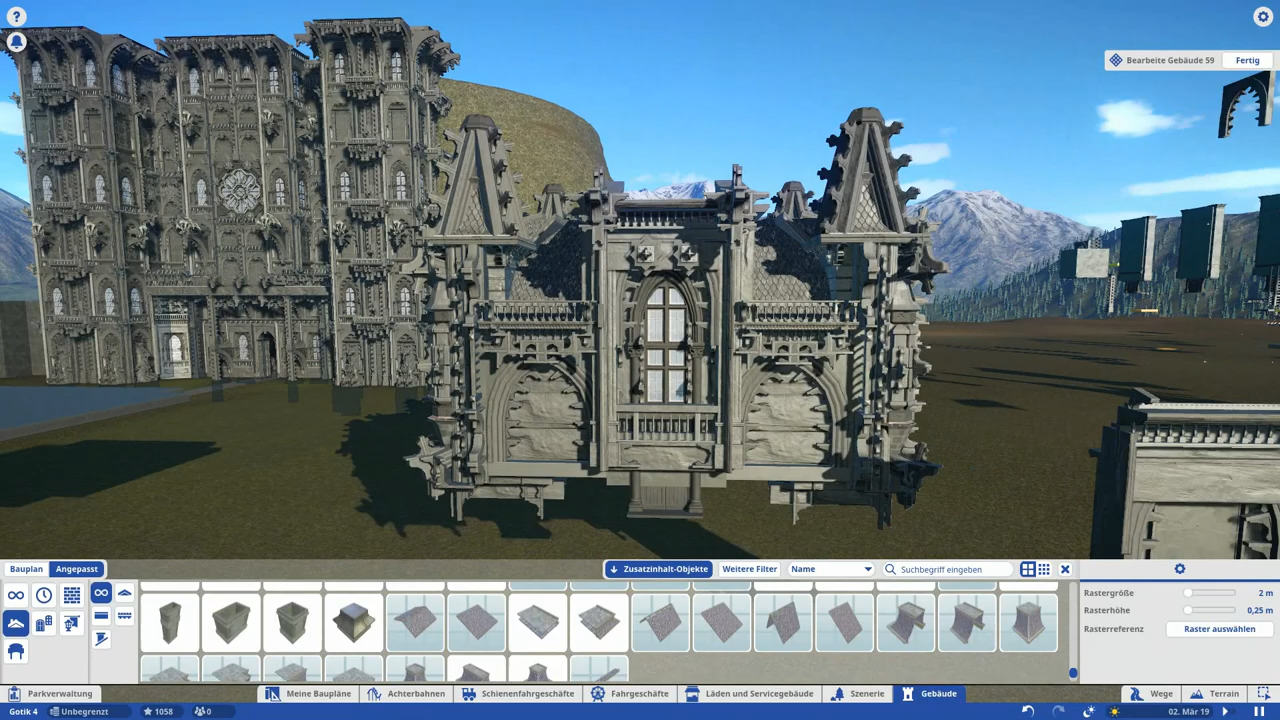 ?
Bearbeite Gebäude 59 Fertig
Bauplan Angepasst Zusatzinhalt-Objekte Weitere Filter Name Suchbegriff eingeben
Rastergröße 2 m
Rasterhöhe 0,25 m
Rasterreferenz Raster auswählen
Parkverwaltung Meine Baupläne Achterbahnen Schienenfahrgeschäfte Fahrgeschäfte Läden und Servicegebäude Szenerie Gebäude Wege Terrain
Gotik 4 Unbegrenzt 1058 0 02. Mär 19